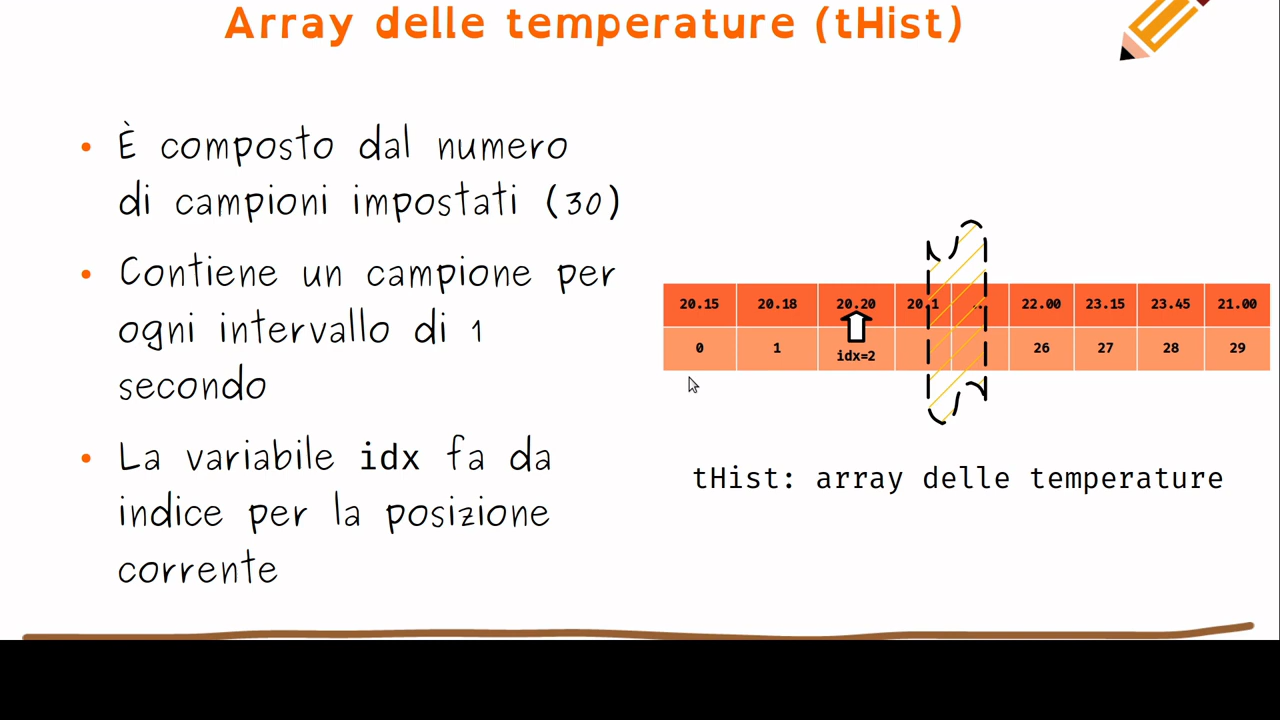 Array delle temperature (tHist)
• È composto dal numero
di campioni impostati (30)
• Contiene un campione per
ogni intervallo di 1
secondo
• La variabile idx fa da
indice per la posizione
corrente
20.15 20.18 20.20 20.1 .. 22.00 23.15 23.45 21.00
0 1 idx=2 26 27 28 29
tHist: array delle temperature